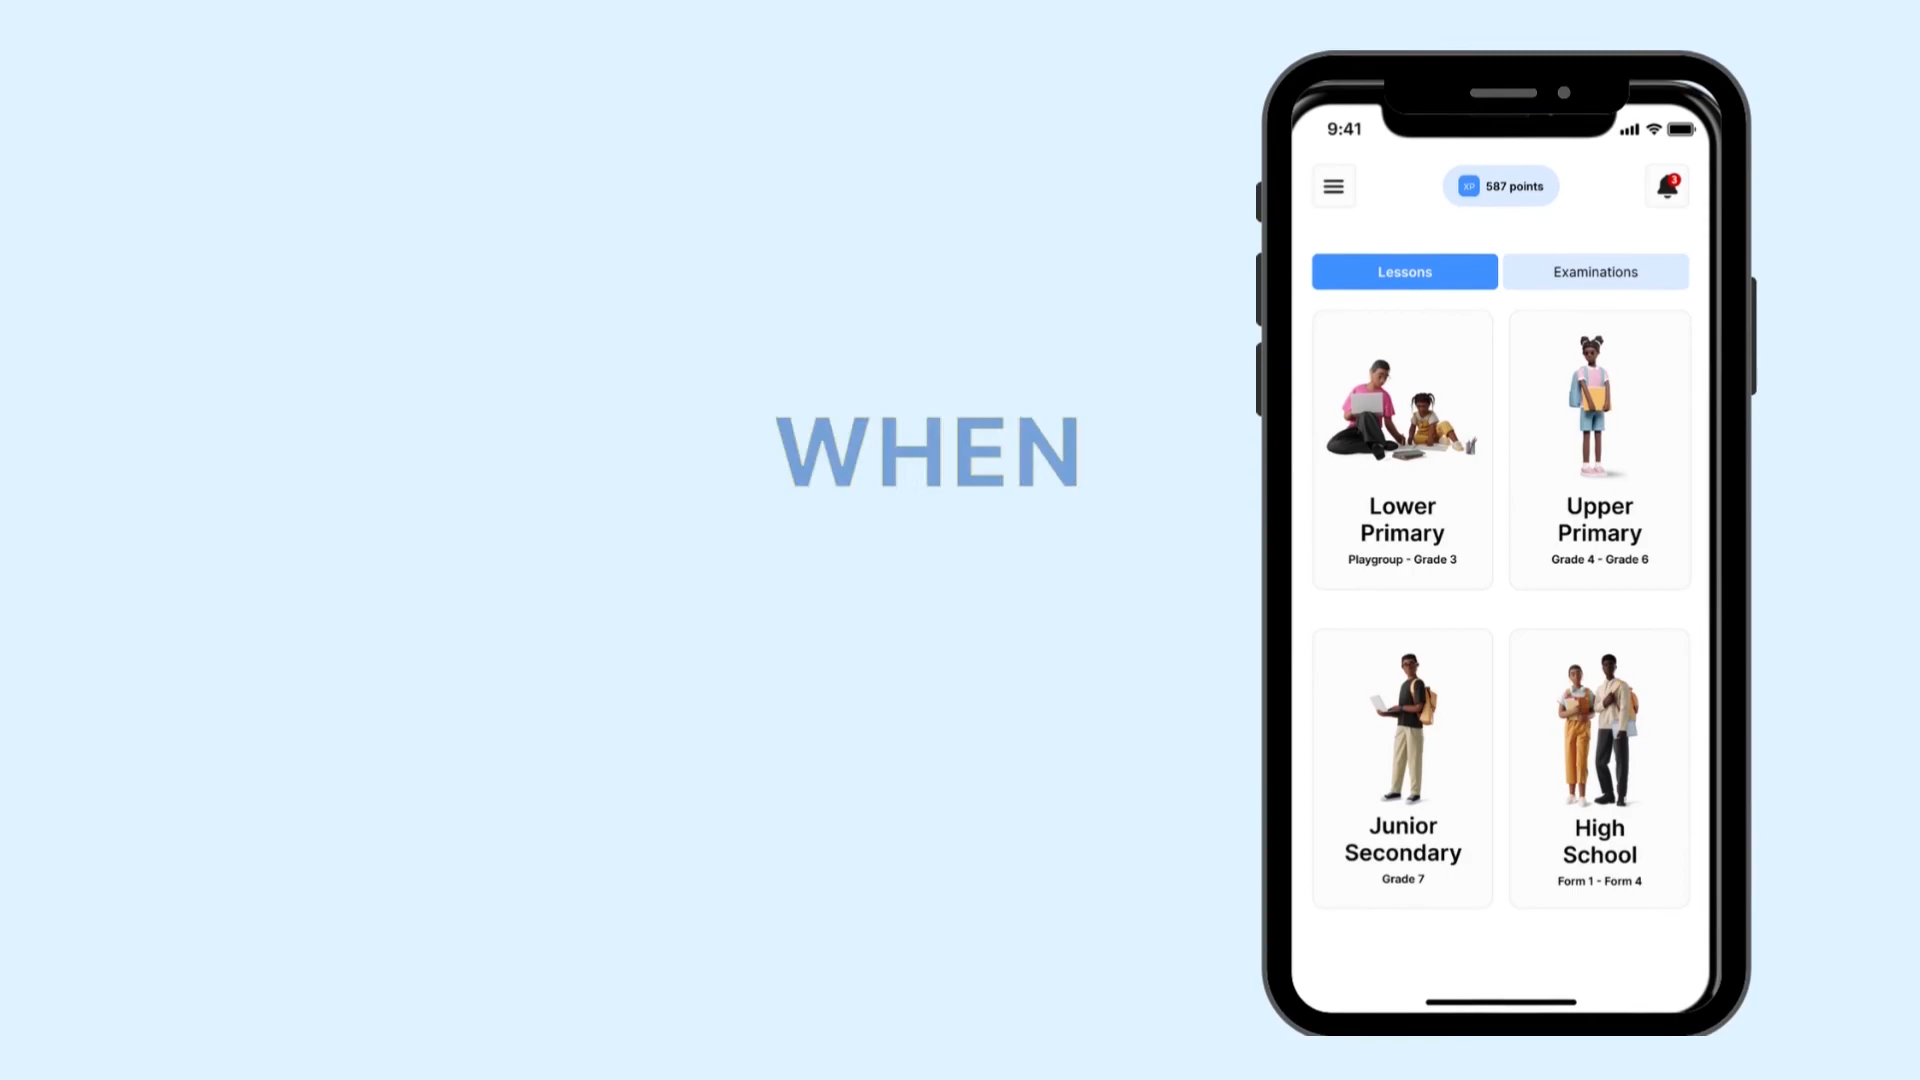 WHEN
9:41
XP 587 points
3
Lessons Examinations
Lower
Primary
Playgroup - Grade 3
Upper
Primary
Grade 4 - Grade 6
Junior
Secondary
Grade 7
High
School
Form 1 - Form 4